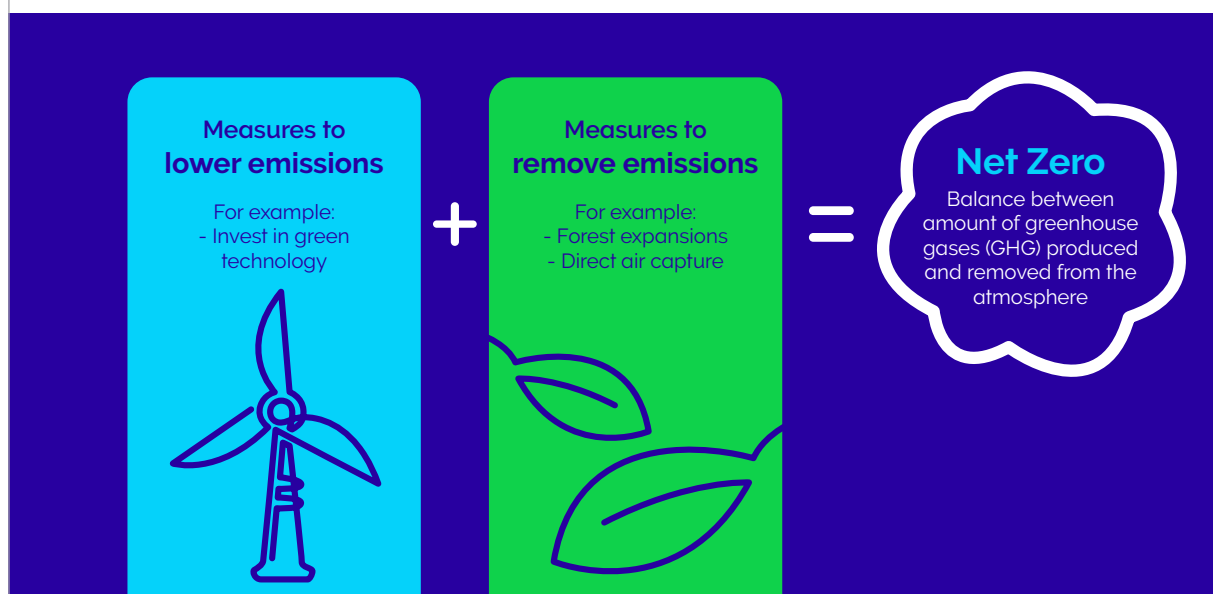 Measures to
lower emissions
For example:
- Invest in green
technology
+
Measures to
remove emissions
For example:
- Forest expansions
- Direct air capture
=
Net Zero
Balance between
amount of greenhouse
gases (GHG) produced
and removed from the
atmosphere